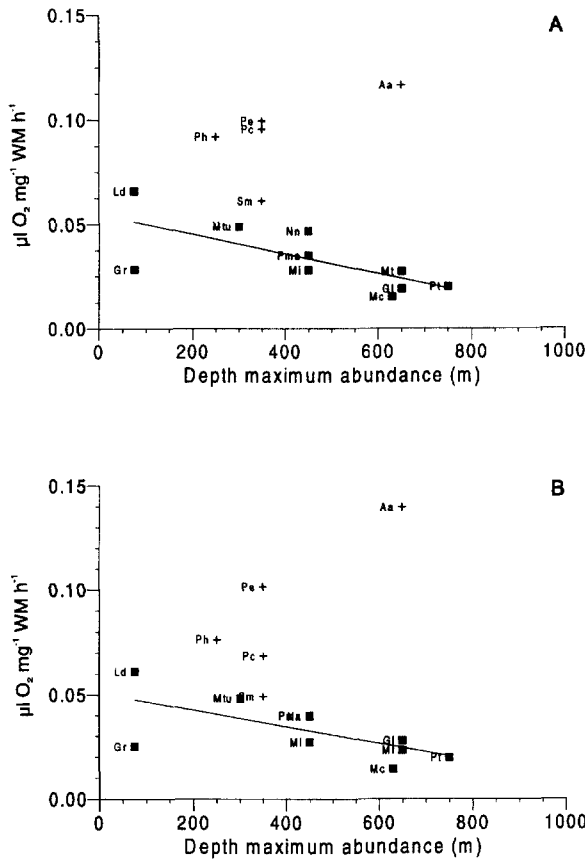 A
0.15
0.10
0.05
0.00
µl O₂ mg⁻¹ WM h⁻¹
Aa
Pe
Pc
Ph
Ld
Sm
Mtu
Nn
Pma
Gr
Mi
Mt
Gl
Pt
Mc
0 200 400 600 800 1000
Depth maximum abundance (m)
B
0.15
0.10
0.05
0.00
µl O₂ mg⁻¹ WM h⁻¹
Aa
Pe
Ph
Pc
Ld
Mtu
Gr
Gl
Pt
Mc
0 200 400 600 800 1000
Depth maximum abundance (m)